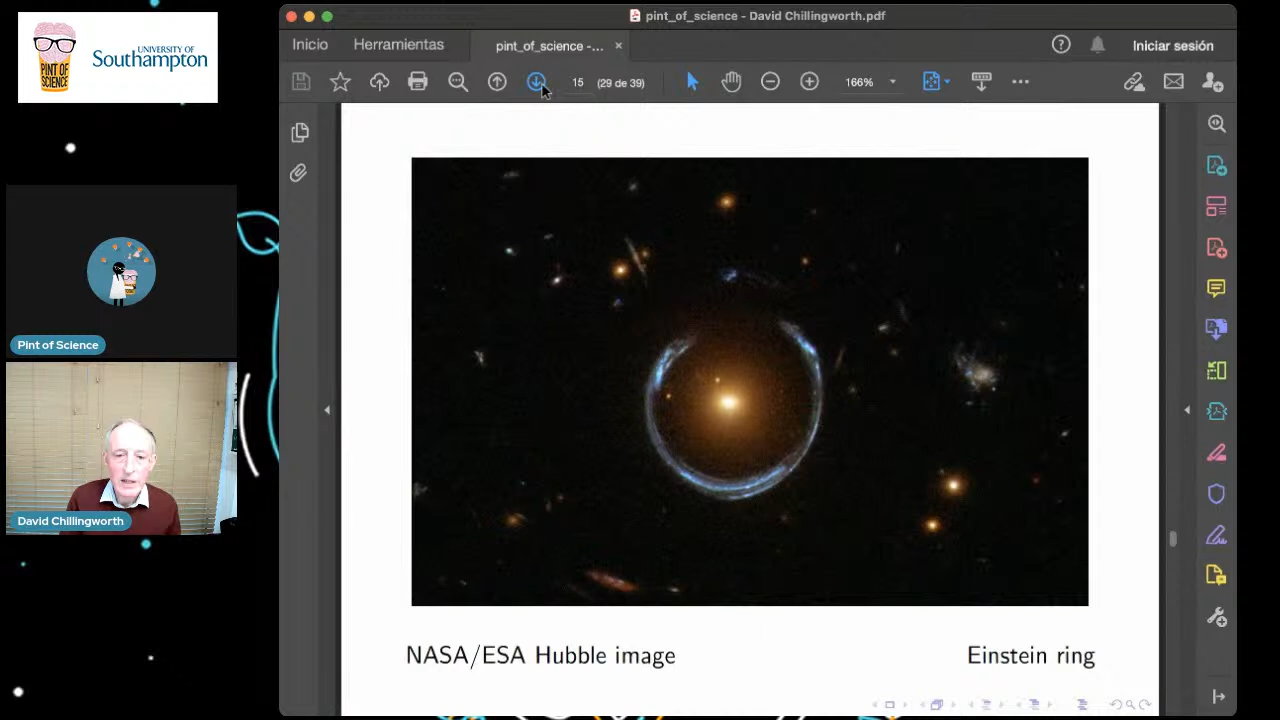 PINT OF
SCIENCE
UNIVERSITY OF
Southampton
pint_of_science - David Chillingworth.pdf
Inicio
Herramientas
pint_of_science -...
Iniciar sesión
15
(29 de 39)
166%
Pint of Science
David Chillingworth
NASA/ESA Hubble image
Einstein ring